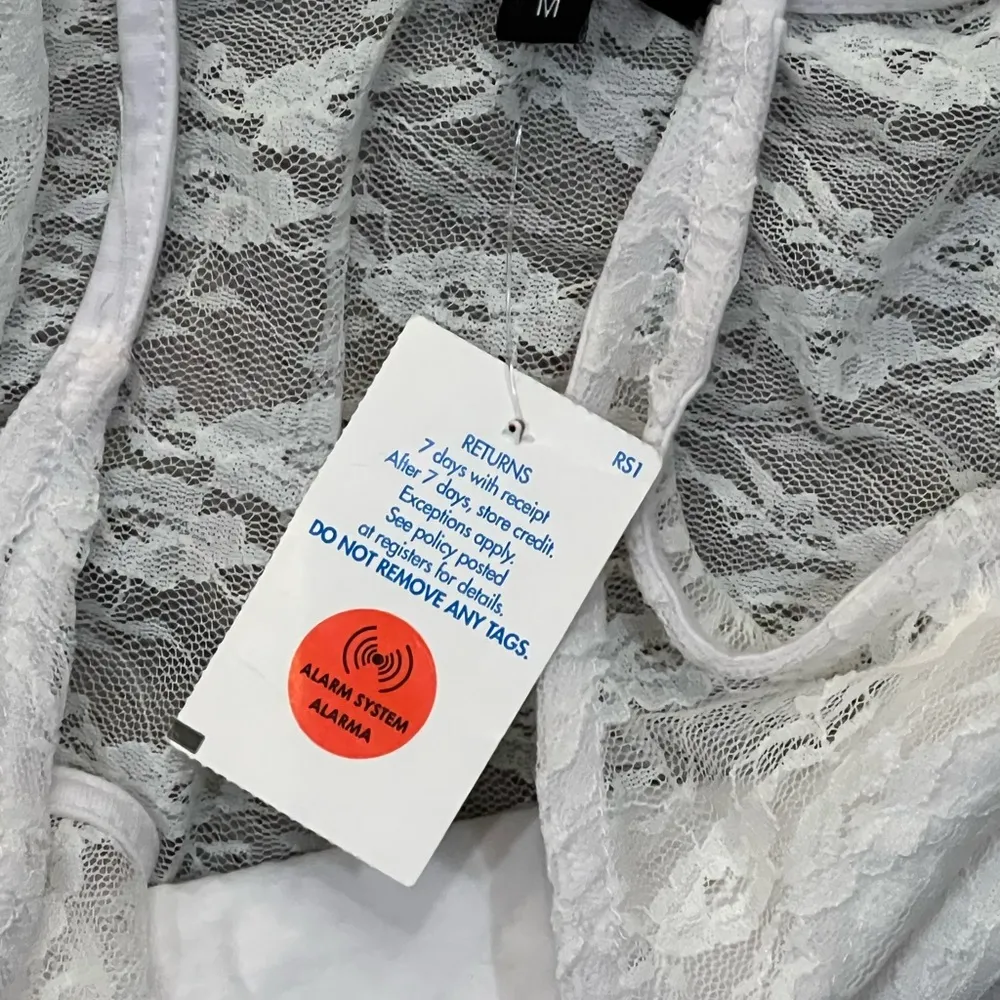 M
RETURNS
RS1
7 days with receipt
After 7 days, store credit.
Exceptions apply.
See policy posted
at registers for details.
DO NOT REMOVE ANY TAGS.
ALARM SYSTEM
ALARMA